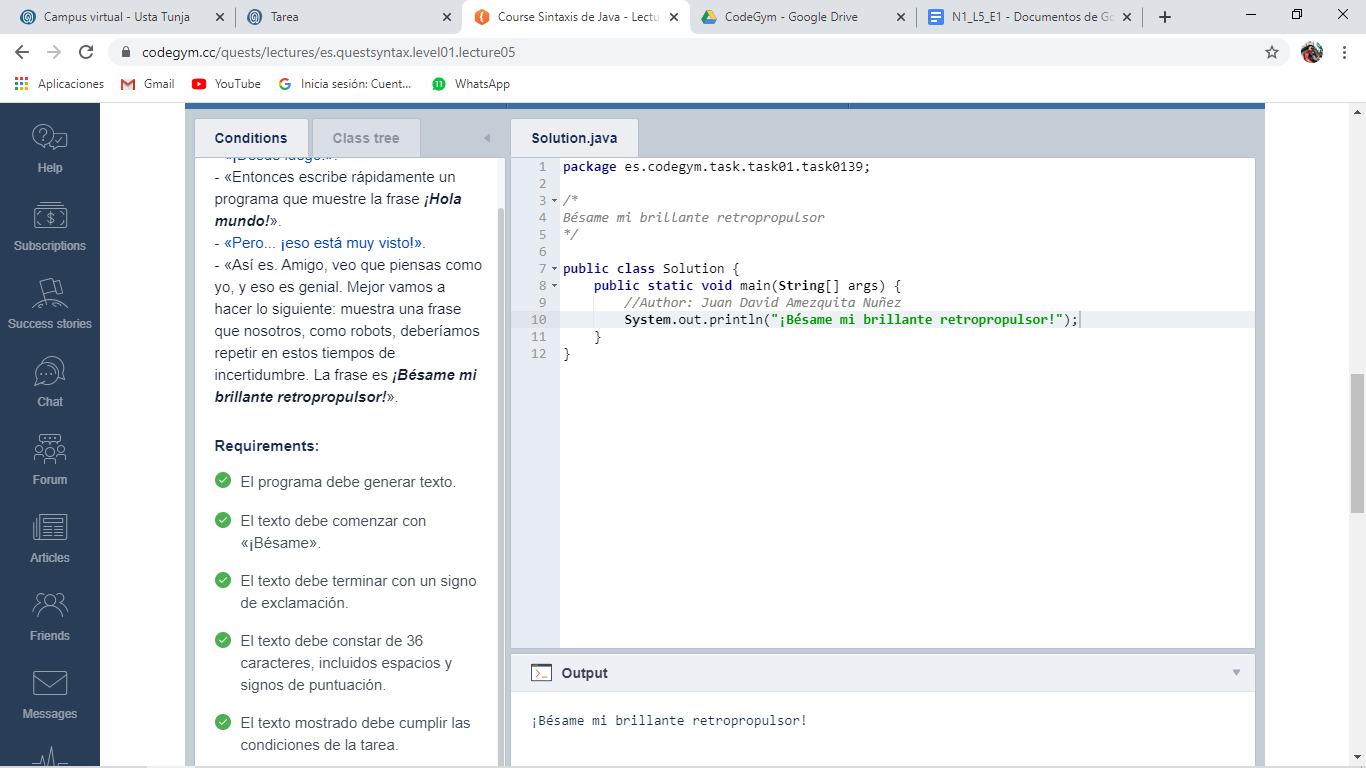 Campus virtual - Usta Tunja
Tarea
Course Sintaxis de Java - Lectu
CodeGym - Google Drive
N1_L5_E1 - Documentos de Go
codegym.cc/quests/lectures/es.questsyntax.level01.lecture05
Aplicaciones
Gmail
YouTube
Inicia sesión: Cuent...
11
WhatsApp
Help
Subscriptions
Success stories
Chat
Forum
Articles
Friends
Messages
Conditions
Class tree
- «¡Desde luego!».
- «Entonces escribe rápidamente un
programa que muestre la frase ¡Hola
mundo!».
- «Pero... ¡eso está muy visto!».
- «Así es. Amigo, veo que piensas como
yo, y eso es genial. Mejor vamos a
hacer lo siguiente: muestra una frase
que nosotros, como robots, deberíamos
repetir en estos tiempos de
incertidumbre. La frase es ¡Bésame mi
brillante retropropulsor!».
Requirements:
El programa debe generar texto.
El texto debe comenzar con
«¡Bésame».
El texto debe terminar con un signo
de exclamación.
El texto debe constar de 36
caracteres, incluidos espacios y
signos de puntuación.
El texto mostrado debe cumplir las
condiciones de la tarea.
Solution.java
1 package es.codegym.task.task01.task0139;
2
3 /*
4 Bésame mi brillante retropropulsor
5 */
6
7 public class Solution {
8 public static void main(String[] args) {
9 //Author: Juan David Amezquita Nuñez
10 System.out.println("¡Bésame mi brillante retropropulsor!");
11 }
12 }
Output
¡Bésame mi brillante retropropulsor!